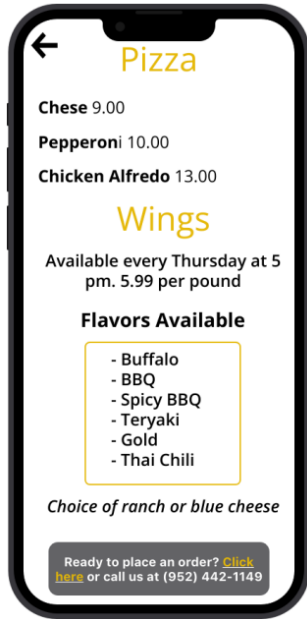 Pizza
Chese 9.00
Pepperoni 10.00
Chicken Alfredo 13.00
Wings
Available every Thursday at 5
pm. 5.99 per pound
Flavors Available
- Buffalo
- BBQ
- Spicy BBQ
- Teryaki
- Gold
- Thai Chili
Choice of ranch or blue cheese
Ready to place an order? Click
here or call us at (952) 442-1149